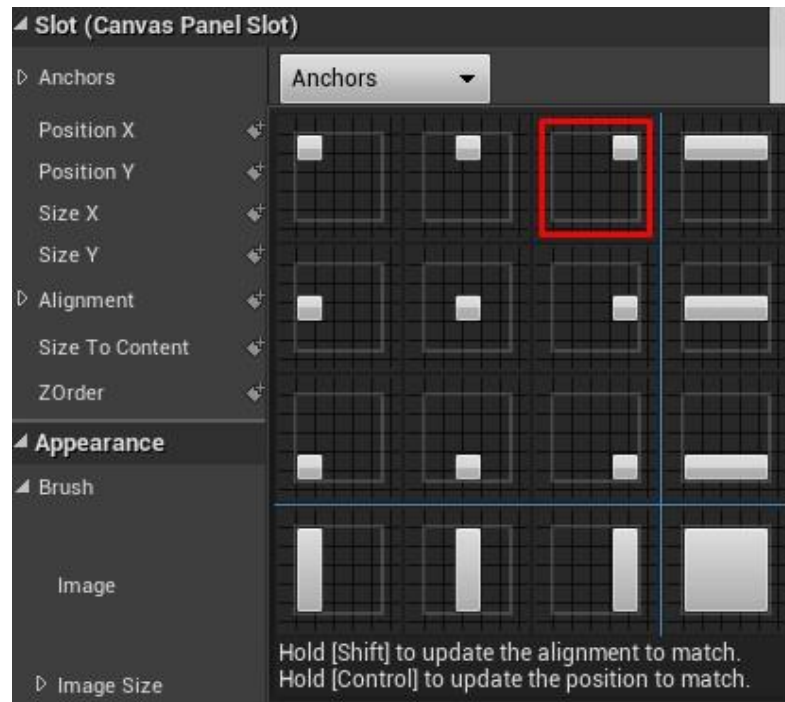 Slot (Canvas Panel Slot)
Anchors
Anchors
Position X
Position Y
Size X
Size Y
Alignment
Size To Content
ZOrder
Appearance
Brush
Image
Hold [Shift] to update the alignment to match.
Hold [Control] to update the position to match.
Image Size